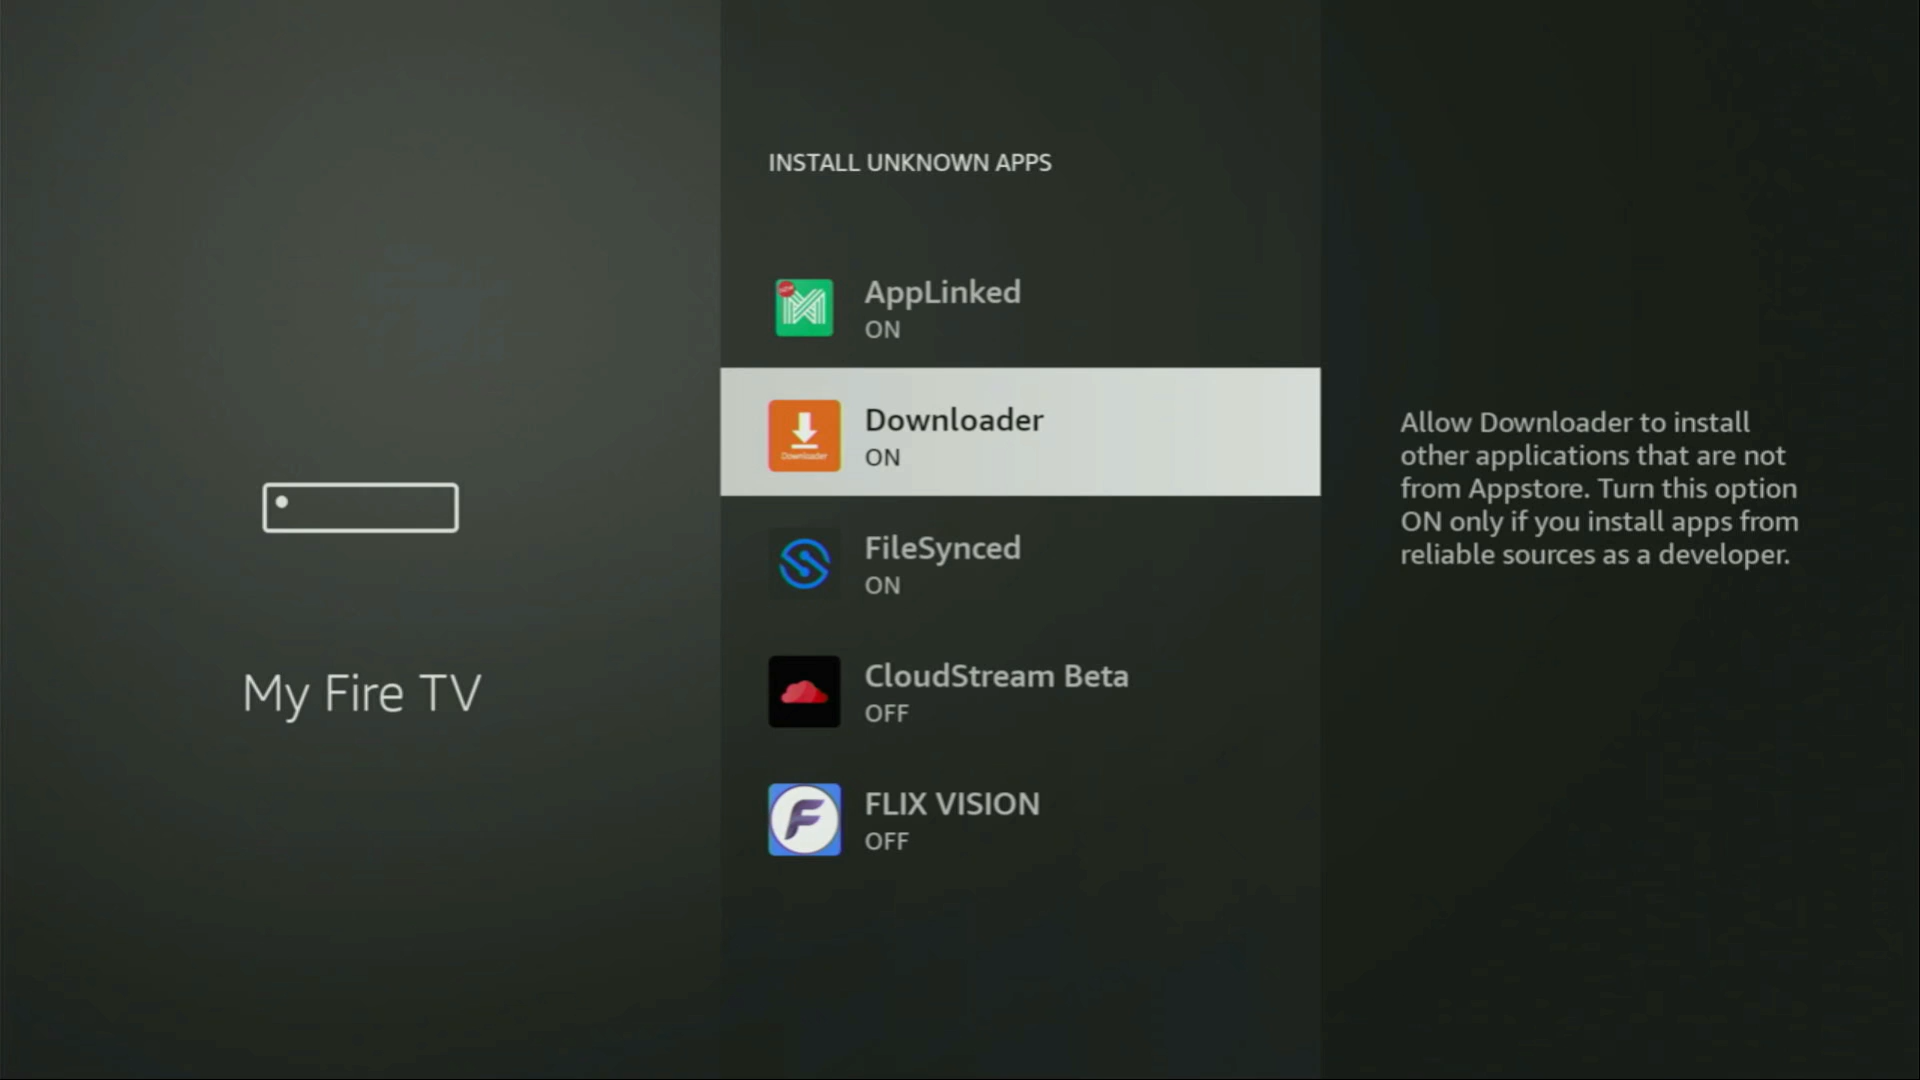 INSTALL UNKNOWN APPS
AppLinked
ON
Downloader
Downloader
ON
FileSynced
ON
CloudStream Beta
OFF
FLIX VISION
OFF
My Fire TV
Allow Downloader to install
other applications that are not
from Appstore. Turn this option
ON only if you install apps from
reliable sources as a developer.